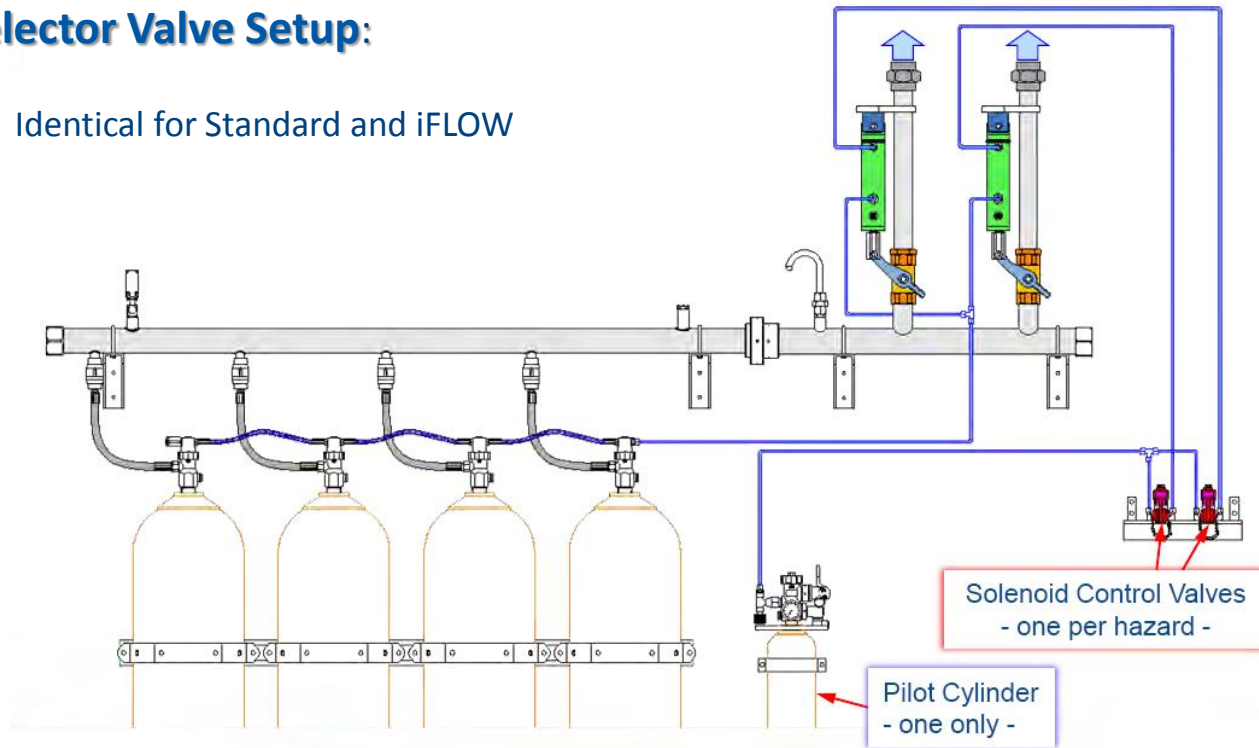 elector Valve Setup:
Identical for Standard and iFLOW
Solenoid Control Valves
- one per hazard -
Pilot Cylinder
- one only -